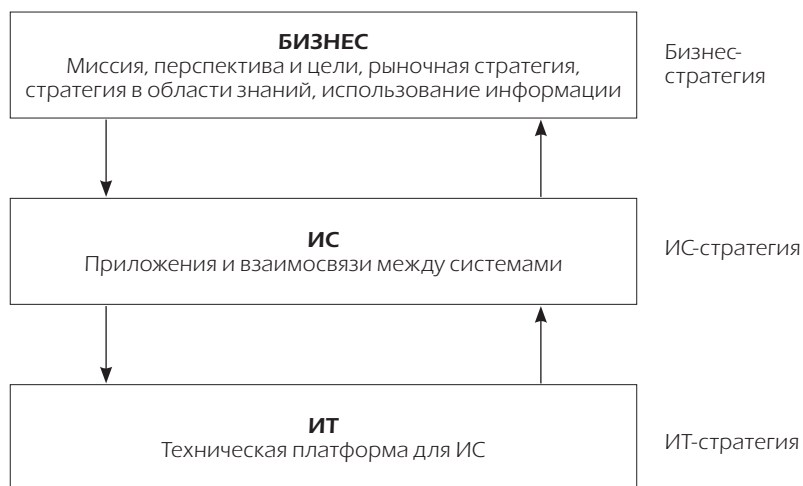 БИЗНЕС
Миссия, перспектива и цели, рыночная стратегия,
стратегия в области знаний, использование информации
Бизнес-
стратегия
ИС
Приложения и взаимосвязи между системами
ИС-стратегия
ИТ
Техническая платформа для ИС
ИТ-стратегия